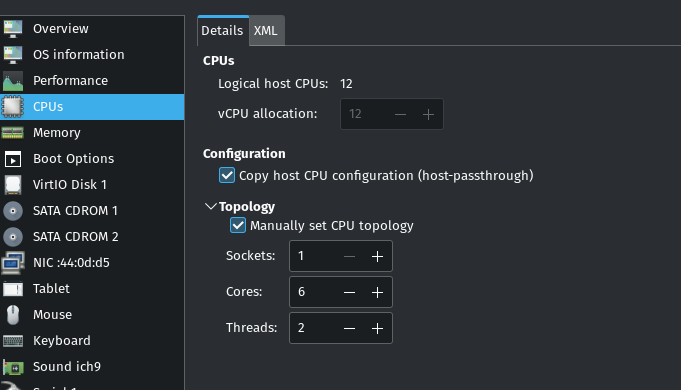 Overview
OS information
Performance
CPUs
Memory
Boot Options
VirtIO Disk 1
SATA CDROM 1
SATA CDROM 2
NIC :44:0d:d5
Tablet
Mouse
Keyboard
Sound ich9
Serial 1
Details XML
CPUs
Logical host CPUs: 12
vCPU allocation: 12
Configuration
Copy host CPU configuration (host-passthrough)
Topology
Manually set CPU topology
Sockets: 1
Cores: 6
Threads: 2